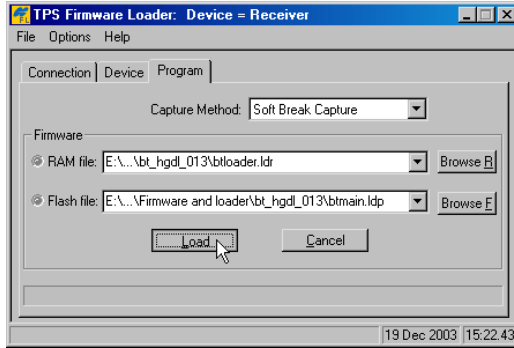 TPS Firmware Loader: Device = Receiver
File Options Help
Connection Device Program
Capture Method: Soft Break Capture
Firmware
RAM file: E:\...\bt_hgdl_013\btloader.ldr Browse R
Flash file: E:\...\Firmware and loader\bt_hgdl_013\btmain.ldp Browse F
Load Cancel
19 Dec 2003 15:22.43